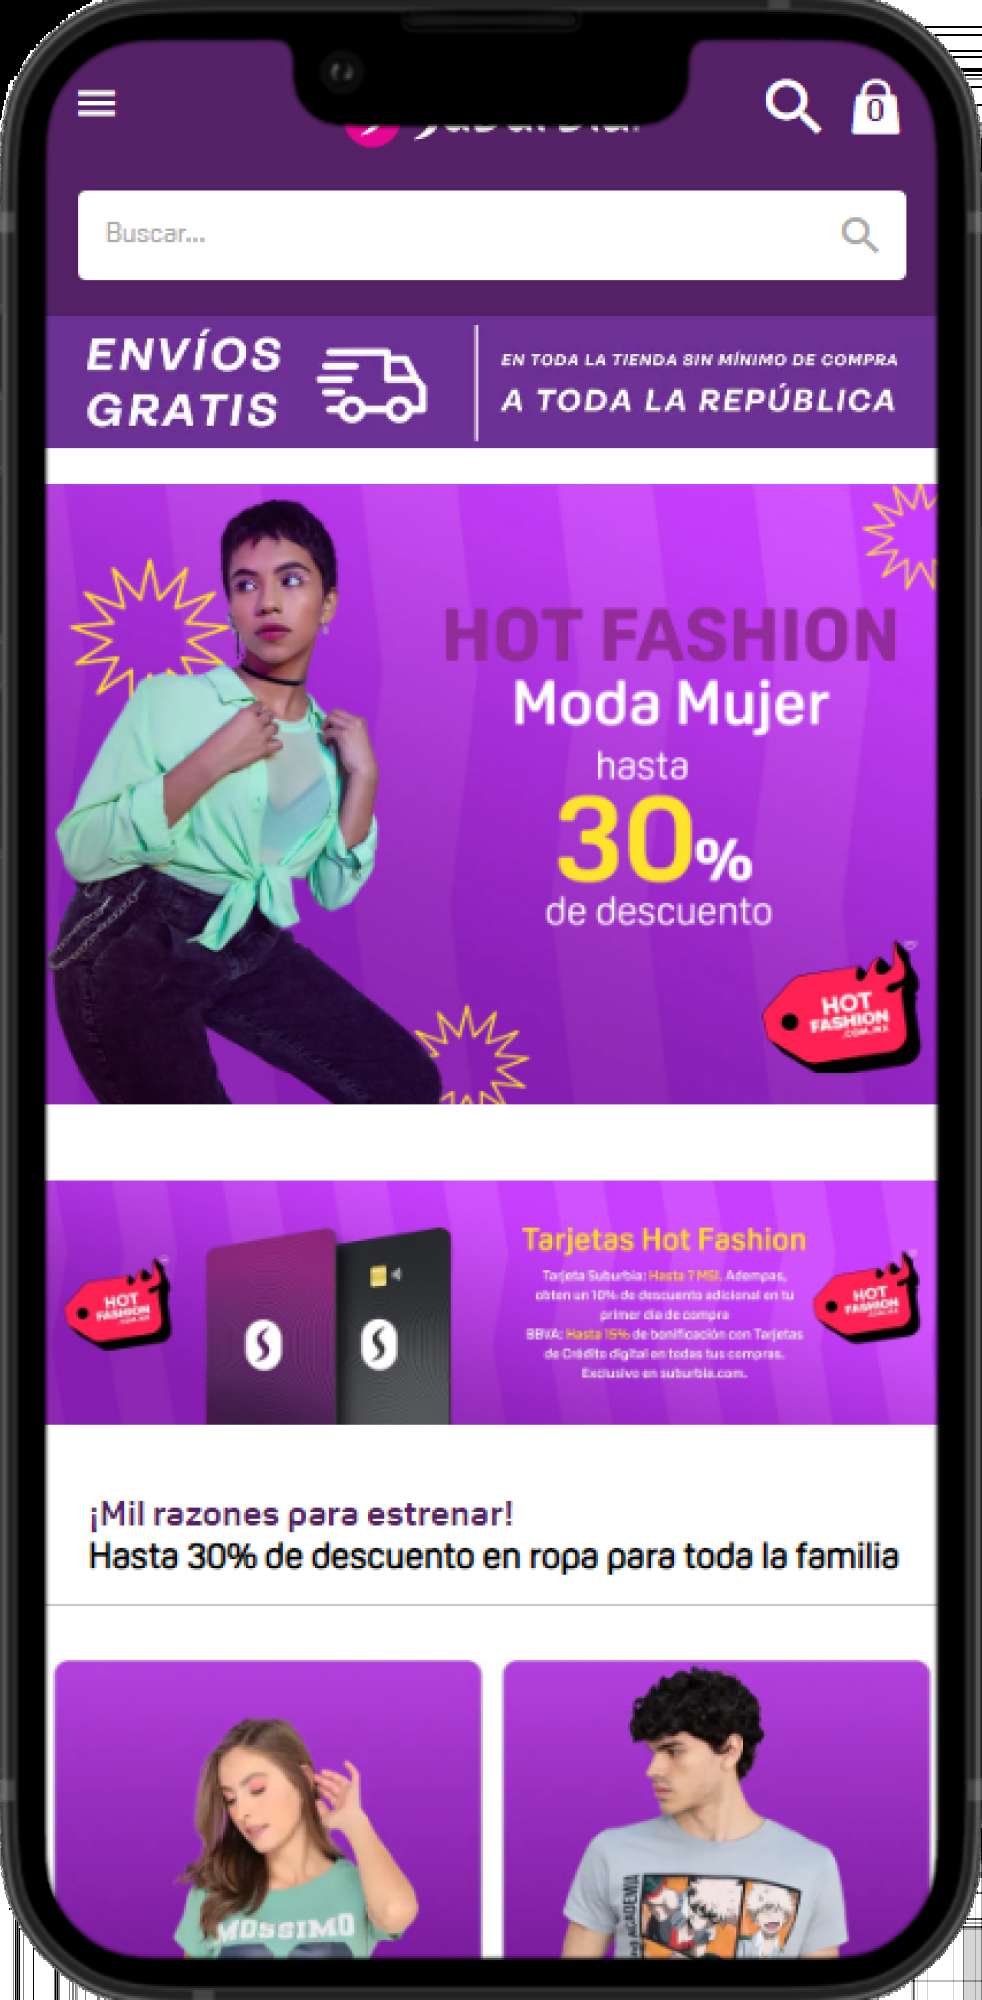 0
Buscar...
ENVÍOS
GRATIS
EN TODA LA TIENDA SIN MÍNIMO DE COMPRA
A TODA LA REPÚBLICA
HOT FASHION
Moda Mujer
hasta
30%
de descuento
HOT
FASHION
.COM.MX
HOT
FASHION
.COM.MX
Tarjetas Hot Fashion
Tarjeta Suburbia: Hasta 7 MSI. Adempas,
obten un 10% de descuento adicional en tu
primer día de compra
BBVA: Hasta 15% de bonificación con Tarjetas
de Crédito digital en todas tus compras.
Exclusivo en suburbia.com.
HOT
FASHION
.COM.MX
¡Mil razones para estrenar!
Hasta 30% de descuento en ropa para toda la familia
MOSSIMO
ACADEMIA